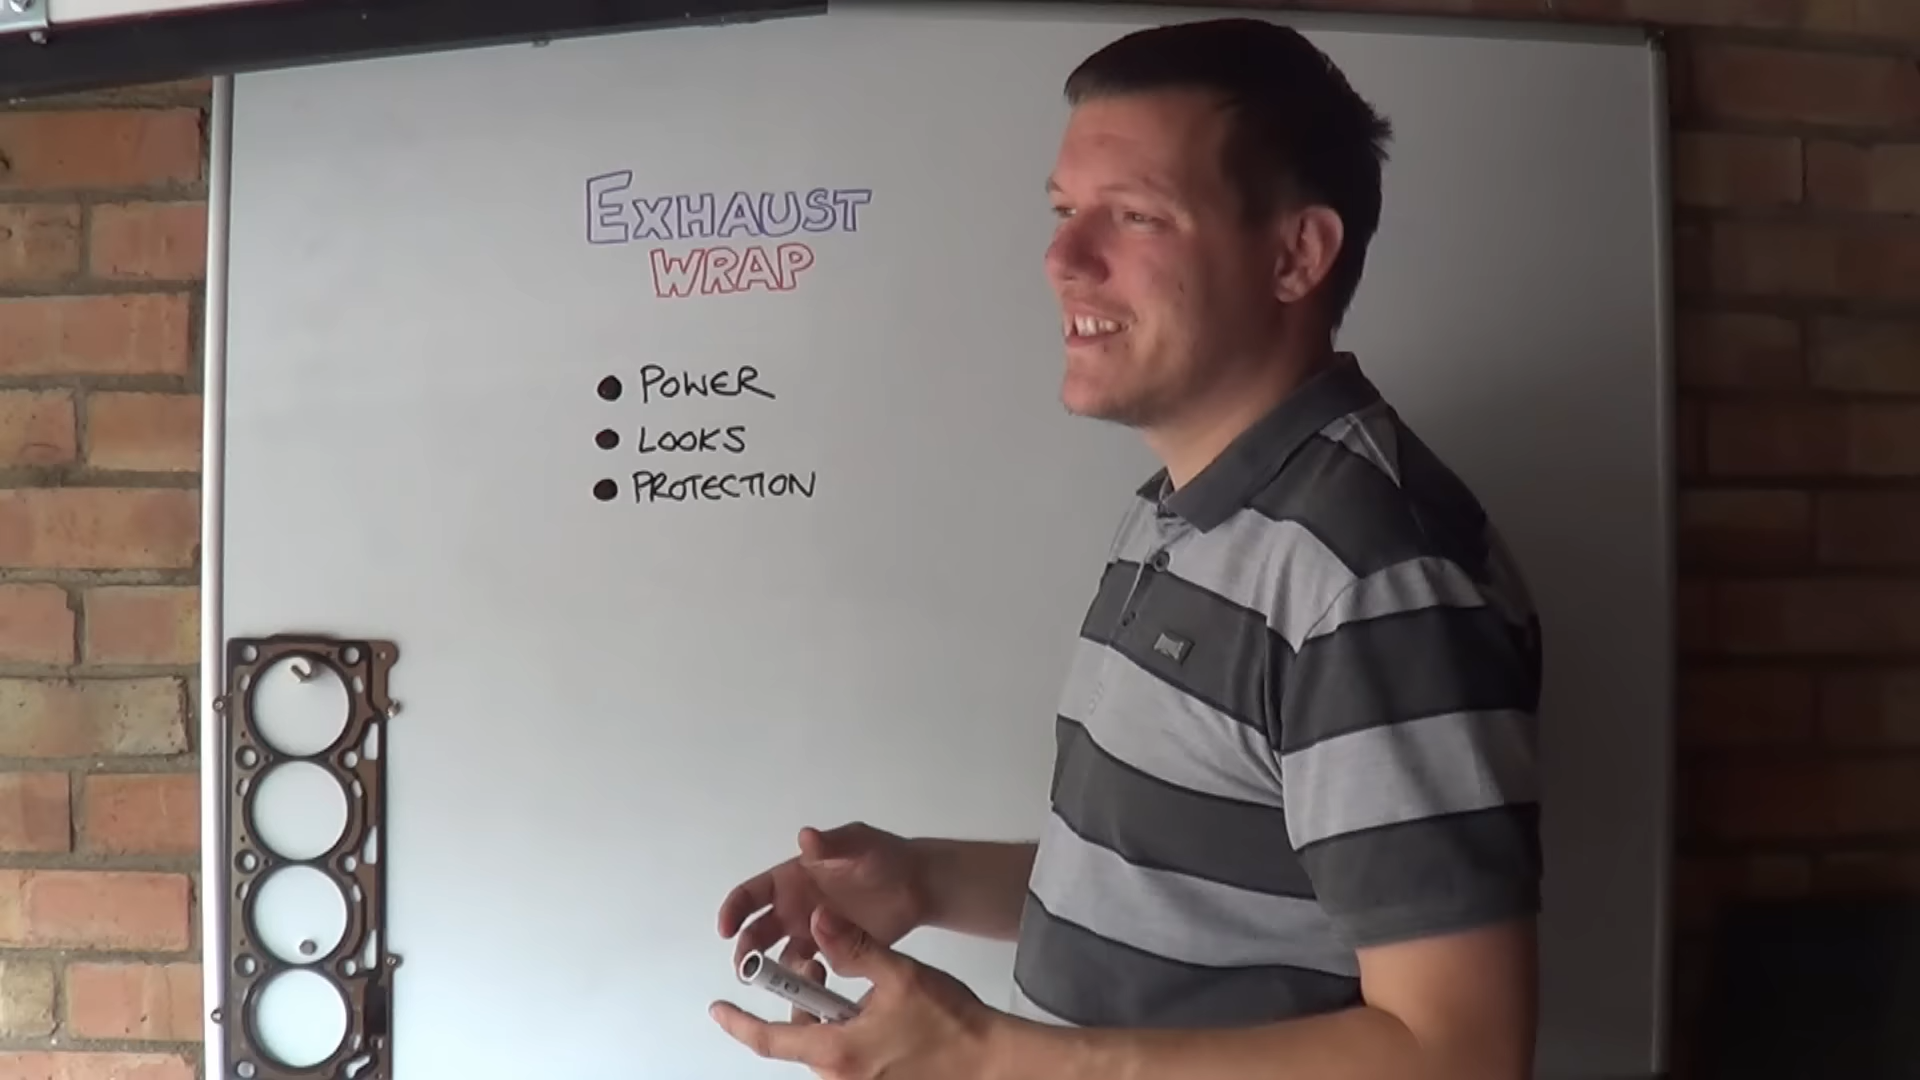 EXHAUST
WRAP
• POWER
• LOOKS
• PROTECTION